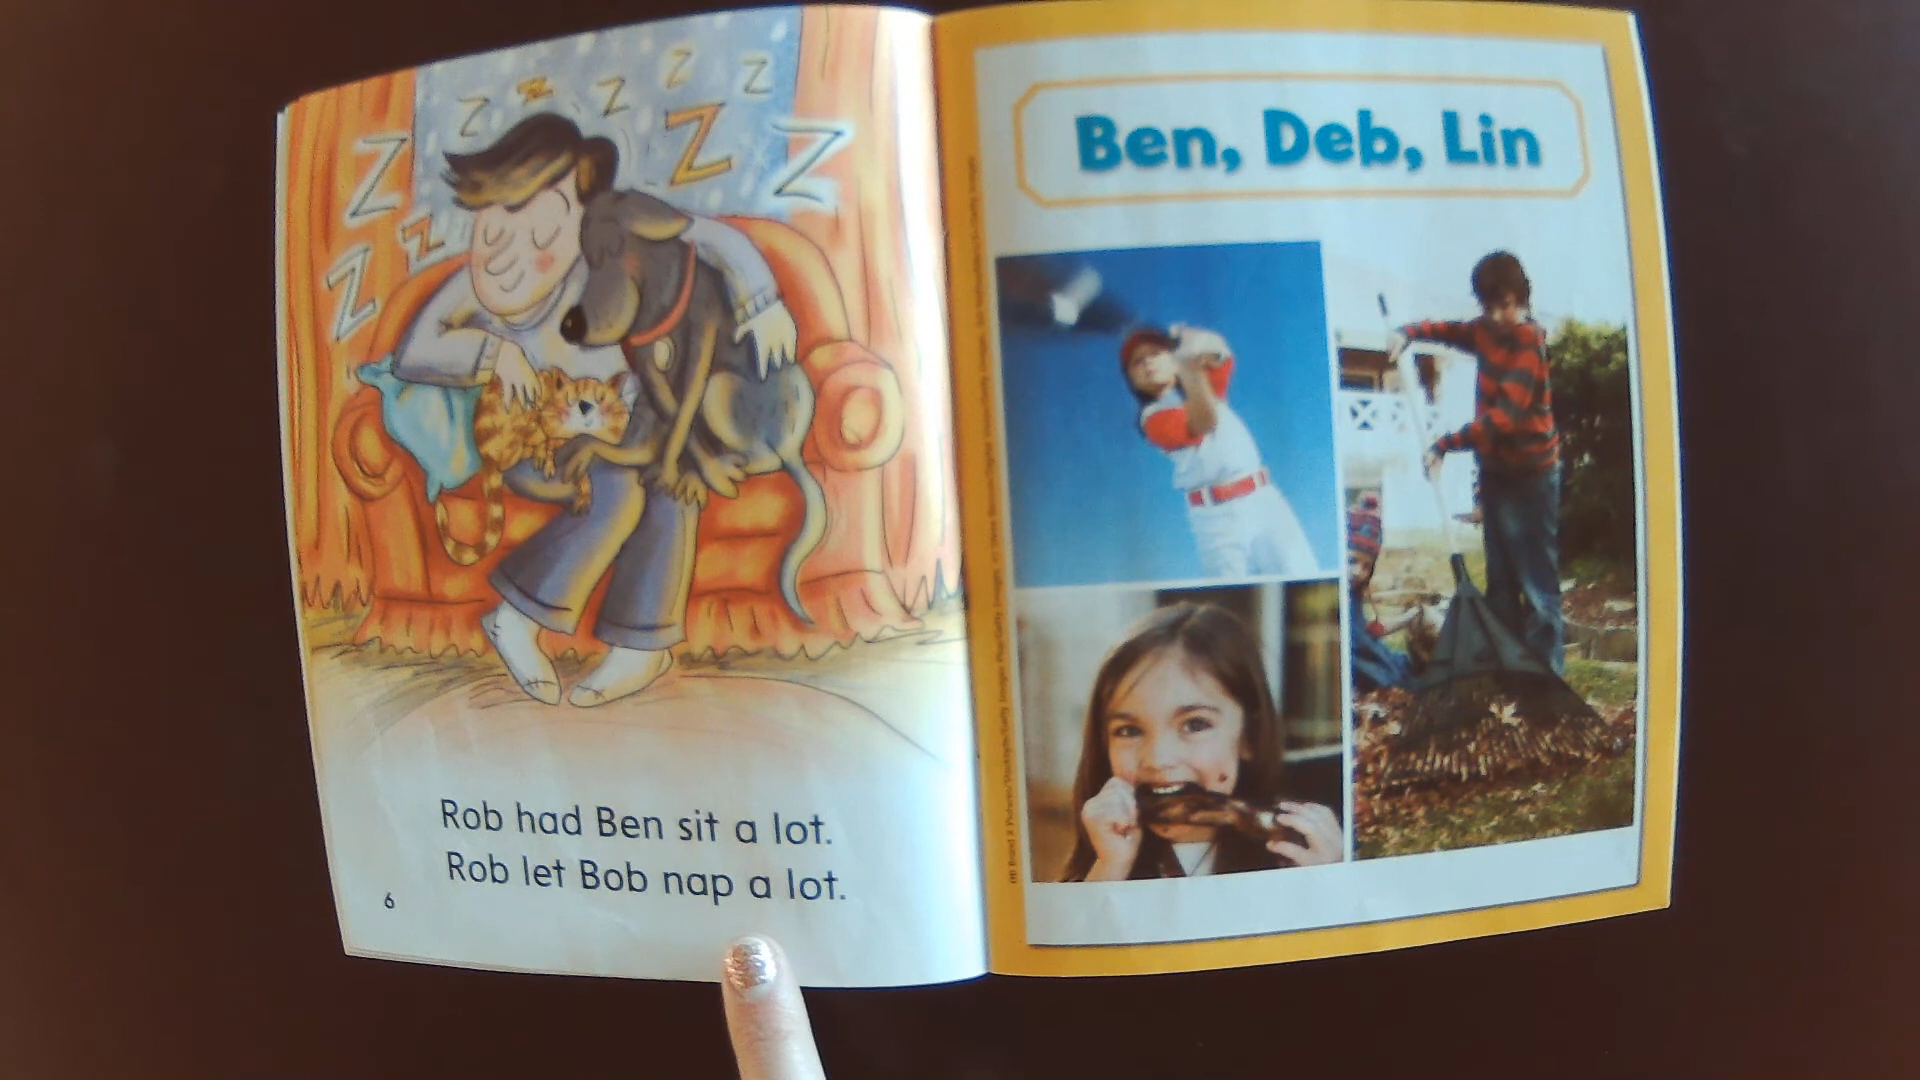 Z Z Z Z Z
Z Z Z
Z Z
Rob had Ben sit a lot.
Rob let Bob nap a lot.
6
Ben, Deb, Lin